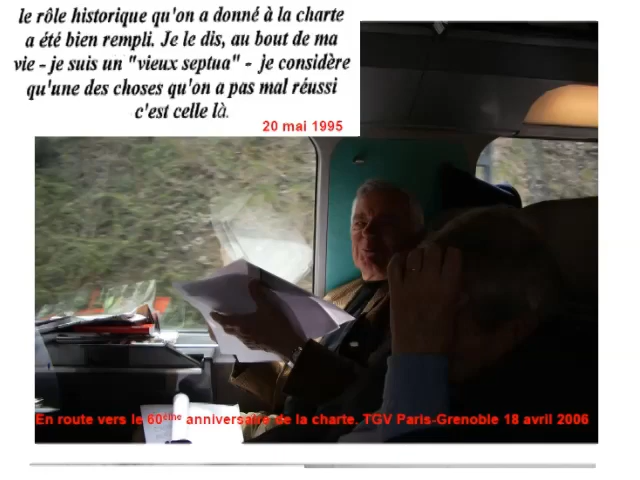 le rôle historique qu'on a donné à la charte
a été bien rempli. Je le dis, au bout de ma
vie - je suis un "vieux septua" - je considère
qu'une des choses qu'on a pas mal réussi
c'est celle là.
20 mai 1995
En route vers le 60ème anniversaire de la charte. TGV Paris-Grenoble 18 avril 2006